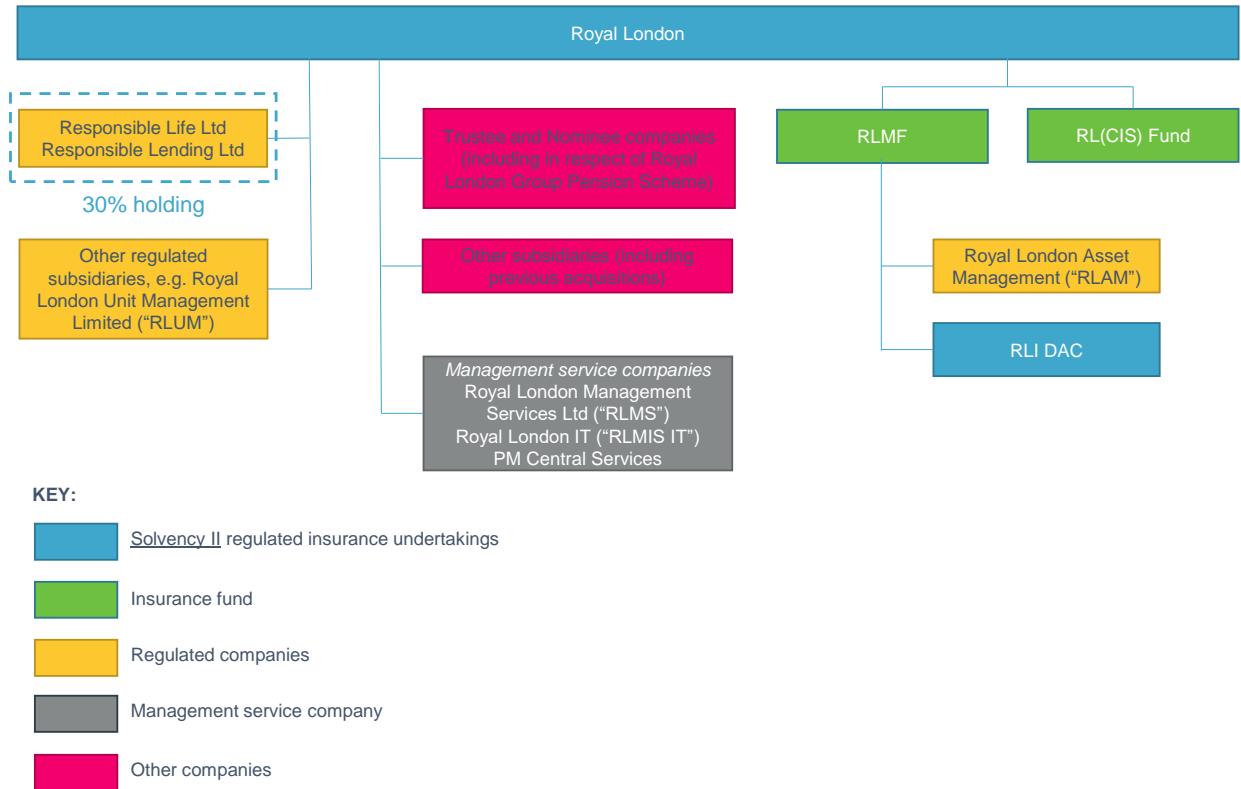 Royal London
Responsible Life Ltd
Responsible Lending Ltd
30% holding
Other regulated
subsidiaries, e.g. Royal
London Unit Management
Limited (“RLUM”)
Trustee and Nominee companies
(including in respect of Royal
London Group Pension Scheme)
Other subsidiaries (including
previous acquisitions)
Management service companies
Royal London Management
Services Ltd (“RLMS”)
Royal London IT (“RLMIS IT”)
PM Central Services
RLMF
RL(CIS) Fund
Royal London Asset
Management (“RLAM”)
RLI DAC
KEY:
Solvency II regulated insurance undertakings
Insurance fund
Regulated companies
Management service company
Other companies